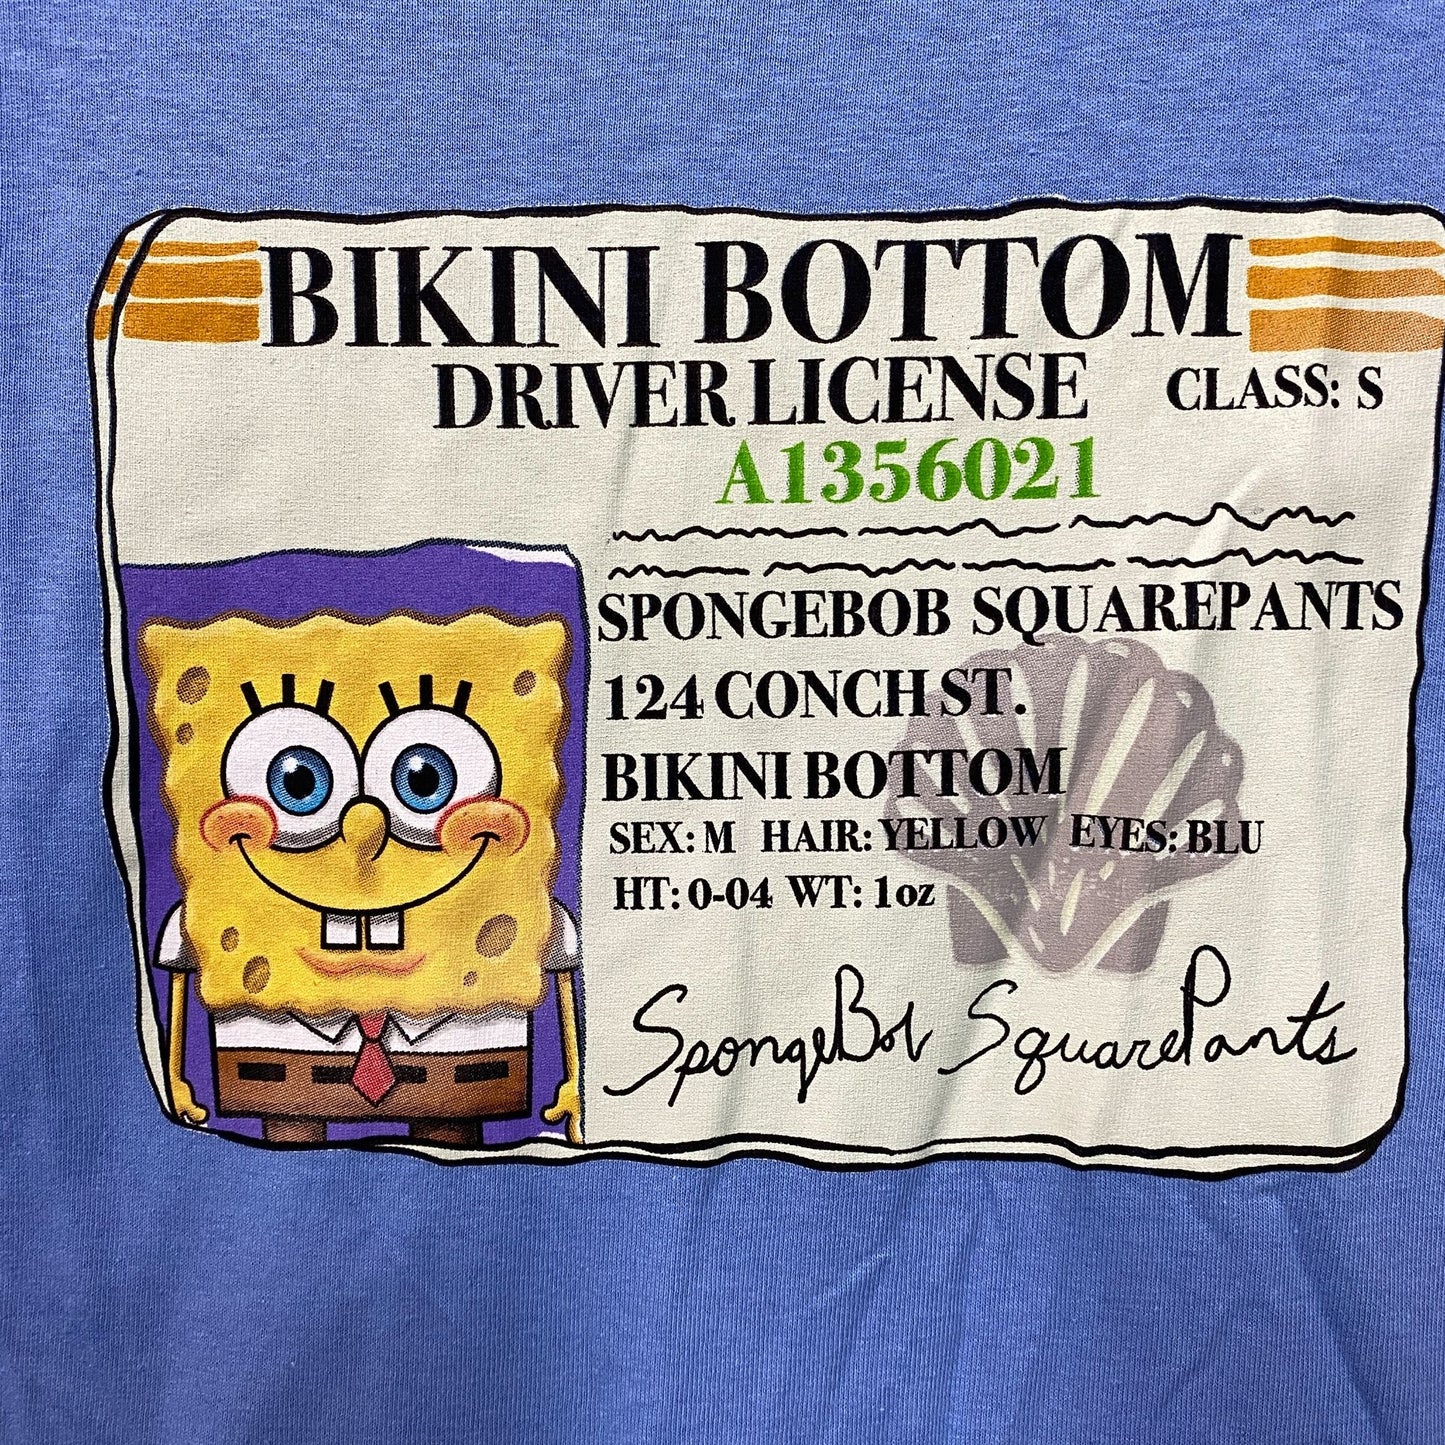 BIKINI BOTTOM
DRIVER LICENSE CLASS: S
A1356021
SPONGEBOB SQUAREPANTS
124 CONCH ST.
BIKINI BOTTOM
SEX: M HAIR: YELLOW EYES: BLU
HT: 0-04 WT: 1oz
SpongeBob SquarePants